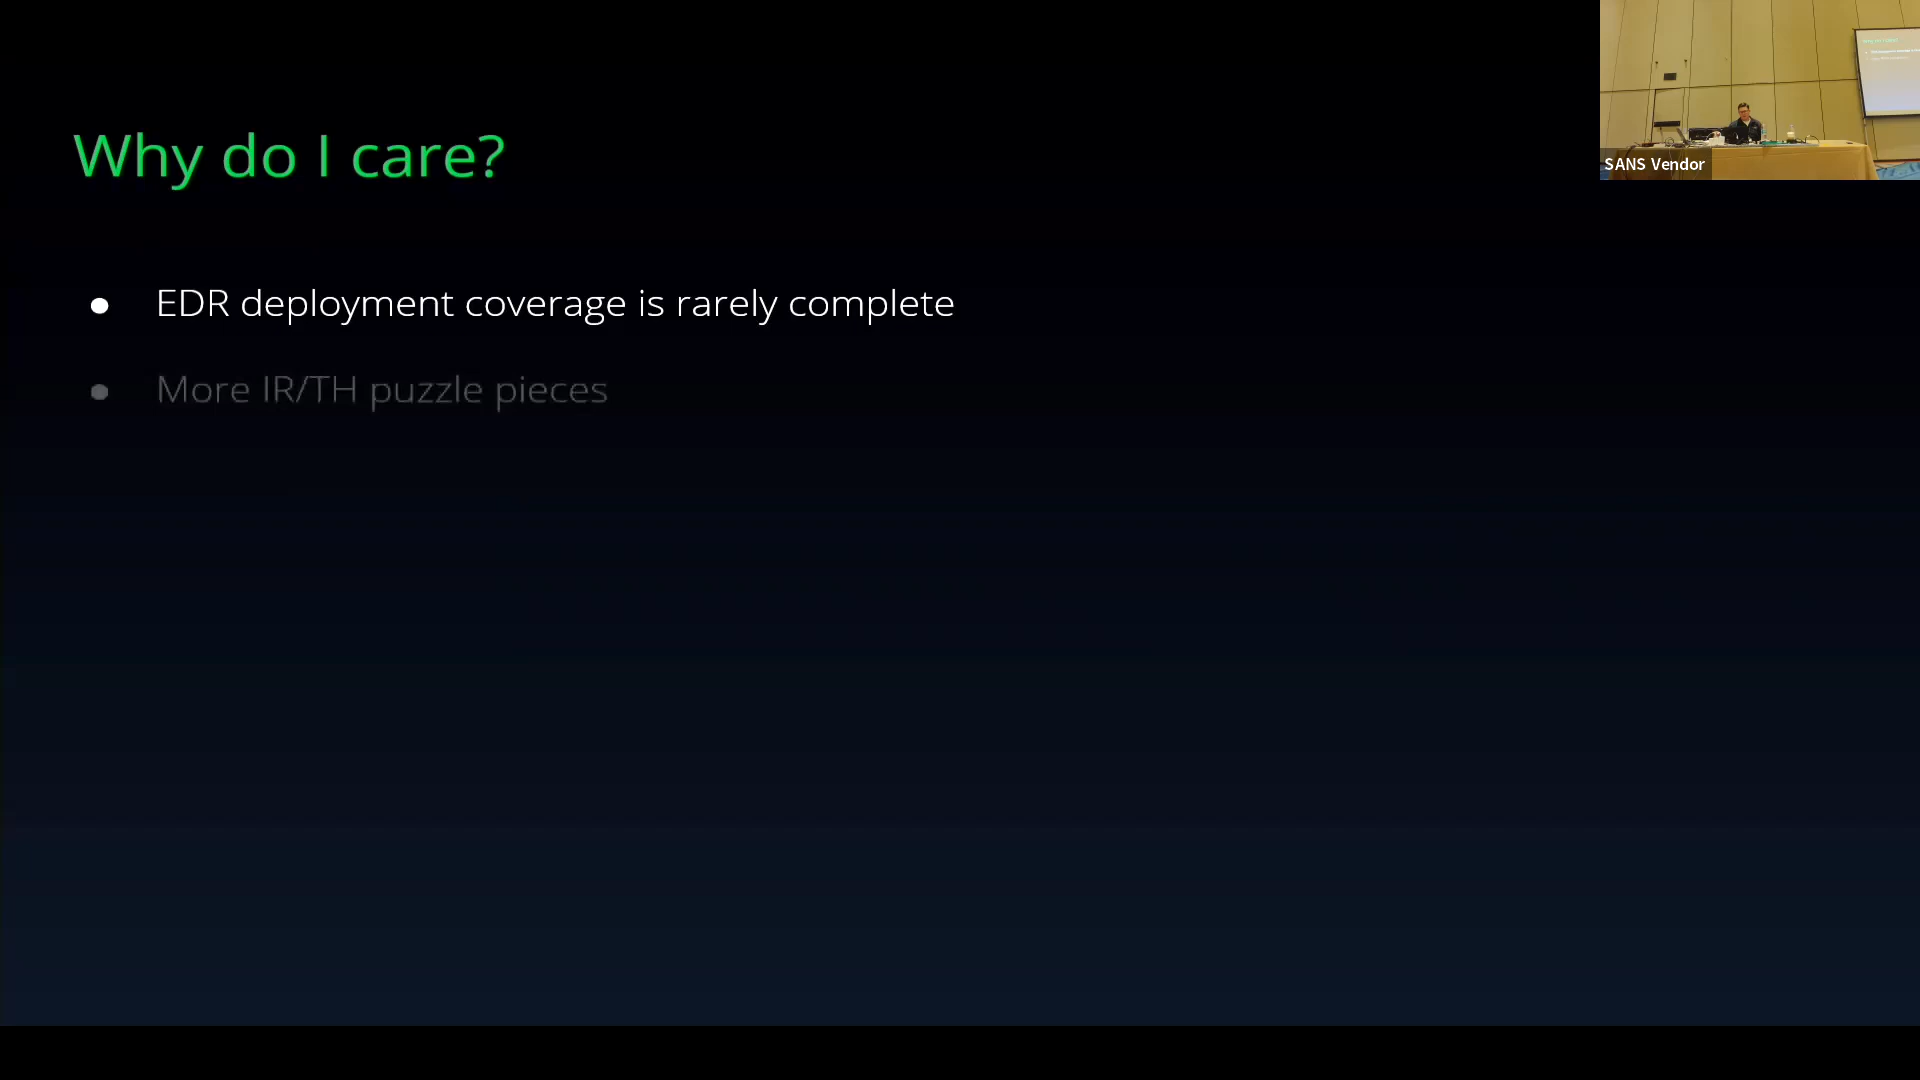 Why do I care?
● EDR deployment coverage is rarely complete
● More IR/TH puzzle pieces
SANS Vendor